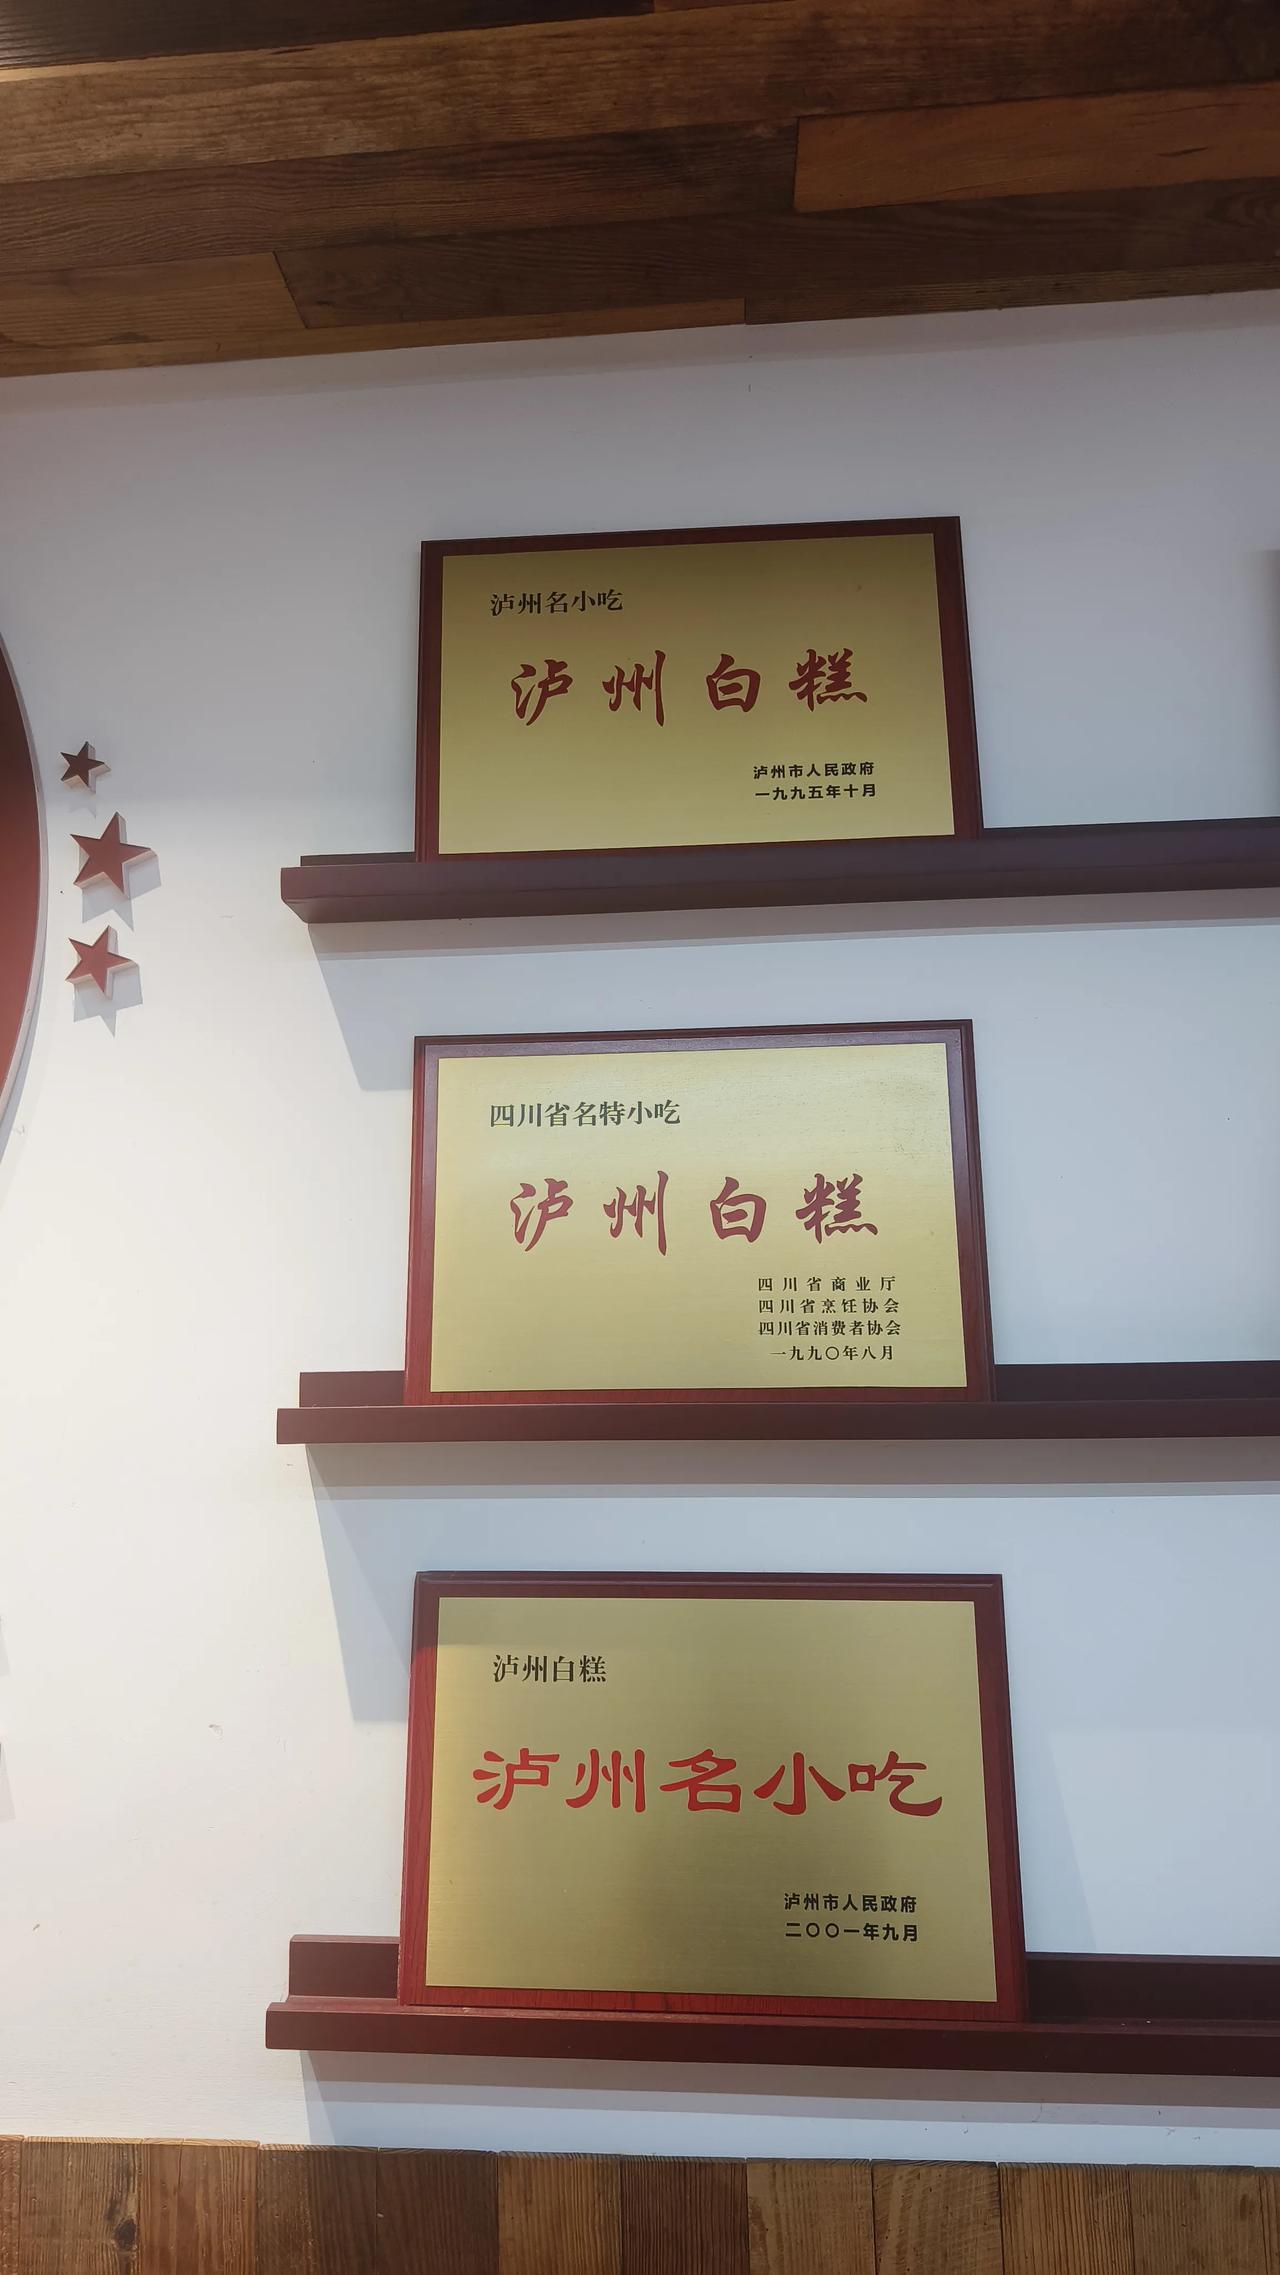 泸州名小吃
泸州白糕
泸州市人民政府
一九九五年十月
四川省名特小吃
泸州白糕
四川省商业厅
四川省烹饪协会
四川省消费者协会
一九九〇年八月
泸州白糕
泸州名小吃
泸州市人民政府
二〇〇一年九月